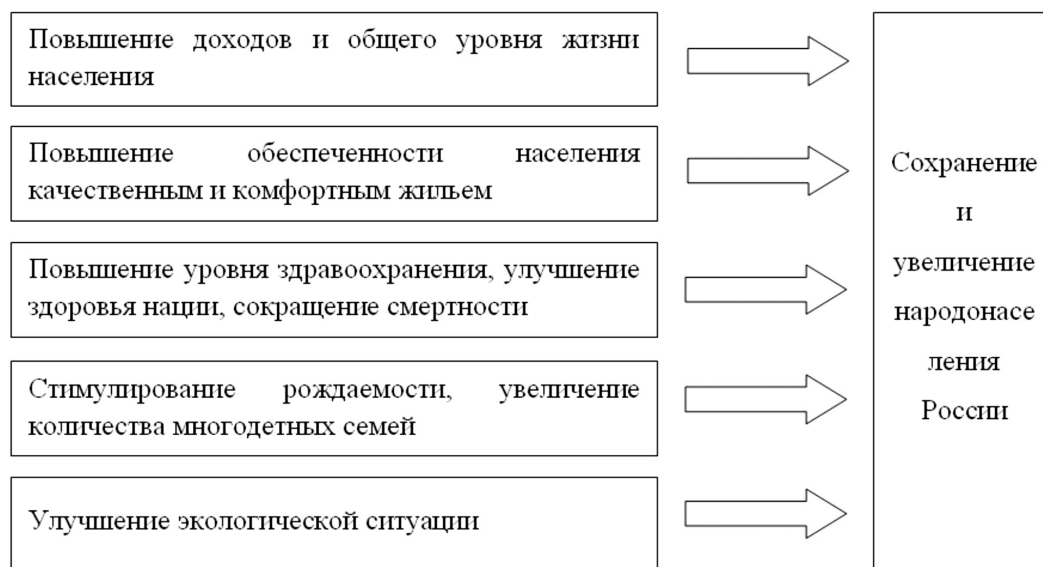 Повышение доходов и общего уровня жизни
населения
Повышение обеспеченности населения
качественным и комфортным жильем
Повышение уровня здравоохранения, улучшение
здоровья нации, сокращение смертности
Стимулирование рождаемости, увеличение
количества многодетных семей
Улучшение экологической ситуации
Сохранение
и
увеличение
народонасе
ления
России